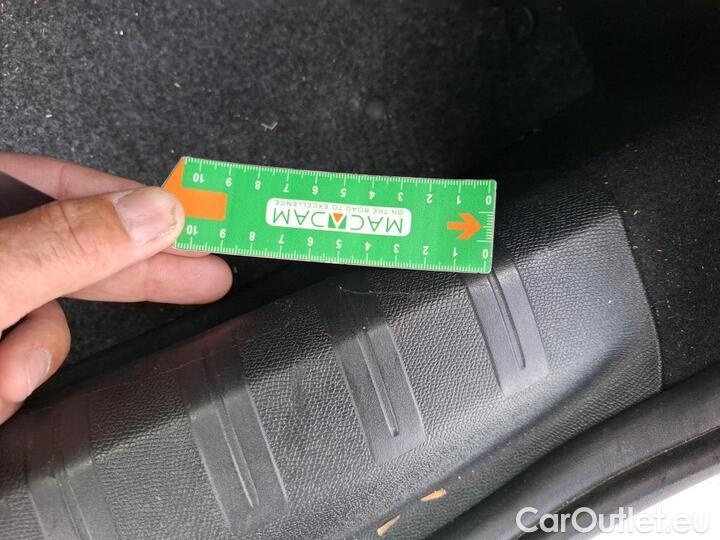 10 9 8 7 6 5 4 3 2 1 0
MACADAM
ON THE ROAD TO EXCELLENCE
10 9 8 7 6 5 4 3 2 1 0
CarOutlet.eu